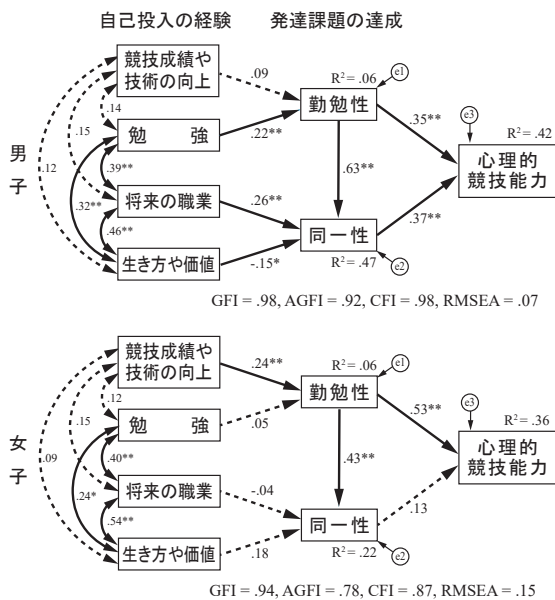 自己投入の経験 発達課題の達成
男子
競技成績や
技術の向上
勉 強
将来の職業
生き方や価値
.14
.15
.12
.39**
.32**
.46**
.09
.22**
.26**
-.15*
R² = .06
e1
勤勉性
.63**
同一性
R² = .47
e2
.35**
.37**
e3
R² = .42
心理的
競技能力
GFI = .98, AGFI = .92, CFI = .98, RMSEA = .07
女子
競技成績や
技術の向上
勉 強
将来の職業
生き方や価値
.12
.15
.09
.40**
.24*
.54**
.24**
.05
-.04
.18
R² = .06
e1
勤勉性
.43**
同一性
R² = .22
e2
.53**
.13
e3
R² = .36
心理的
競技能力
GFI = .94, AGFI = .78, CFI = .87, RMSEA = .15